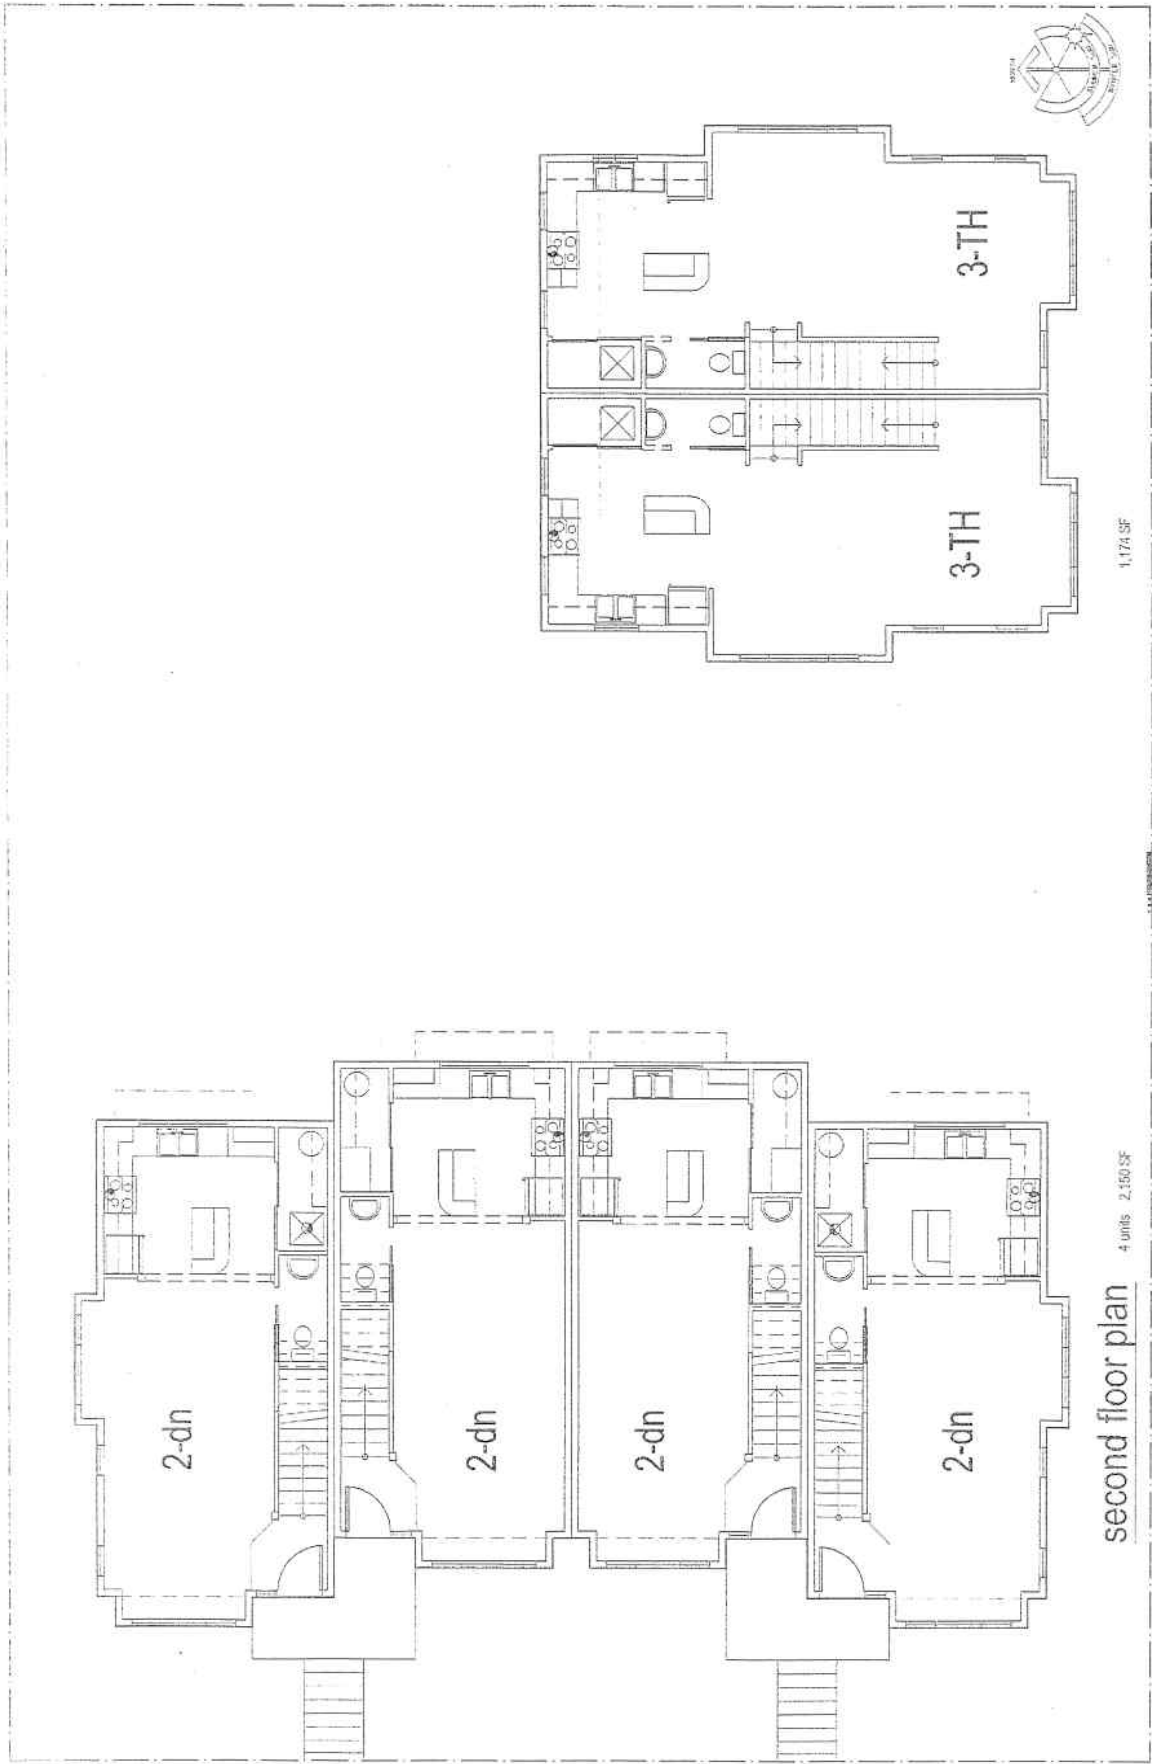 2-dn
2-dn
2-dn
2-dn
3-TH
3-TH
second floor plan
4 units 2,150 SF
1,174 SF